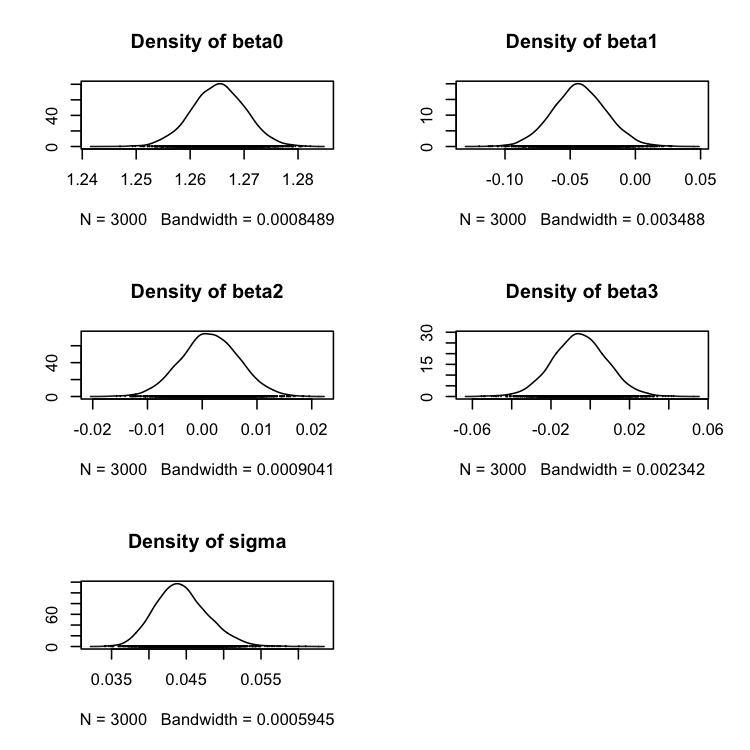 Density of beta0
40
0
1.24 1.25 1.26 1.27 1.28
N = 3000 Bandwidth = 0.0008489
Density of beta1
10
0
-0.10 -0.05 0.00 0.05
N = 3000 Bandwidth = 0.003488
Density of beta2
40
0
-0.02 -0.01 0.00 0.01 0.02
N = 3000 Bandwidth = 0.0009041
Density of beta3
30
15
0
-0.06 -0.02 0.02 0.06
N = 3000 Bandwidth = 0.002342
Density of sigma
60
0
0.035 0.045 0.055
N = 3000 Bandwidth = 0.0005945